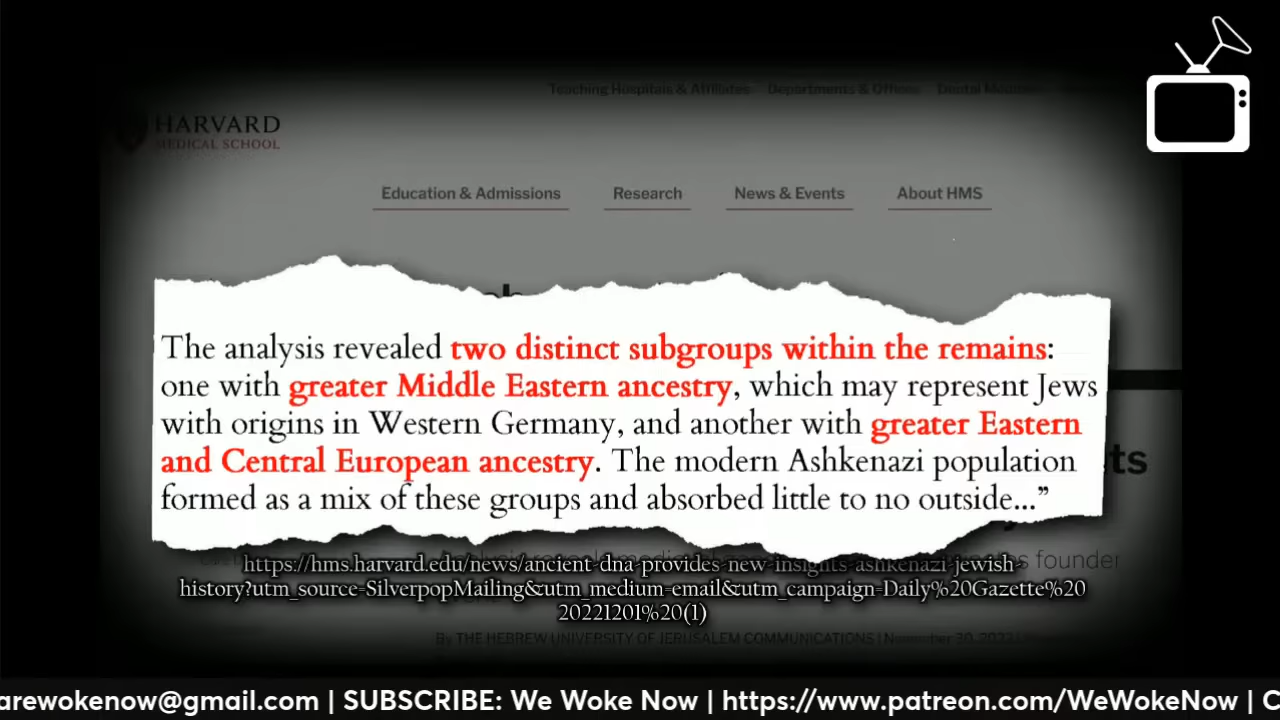 Teaching Hospitals & Affiliates Departments & Offices Dental Medicine
HARVARD
MEDICAL SCHOOL
Education & Admissions Research News & Events About HMS
The analysis revealed two distinct subgroups within the remains:
one with greater Middle Eastern ancestry, which may represent Jews
with origins in Western Germany, and another with greater Eastern
and Central European ancestry. The modern Ashkenazi population
formed as a mix of these groups and absorbed little to no outside...”
https://hms.harvard.edu/news/ancient-dna-provides-new-insights-ashkenazi-jewish-
history?utm_source=SilverpopMailing&utm_medium=email&utm_campaign=Daily%20Gazette%20
20221201%20(1)
founder
By THE HEBREW UNIVERSITY OF JERUSALEM COMMUNICATIONS | November 30, 2022
arewokenow@gmail.com | SUBSCRIBE: We Woke Now | https://www.patreon.com/WeWokeNow | C